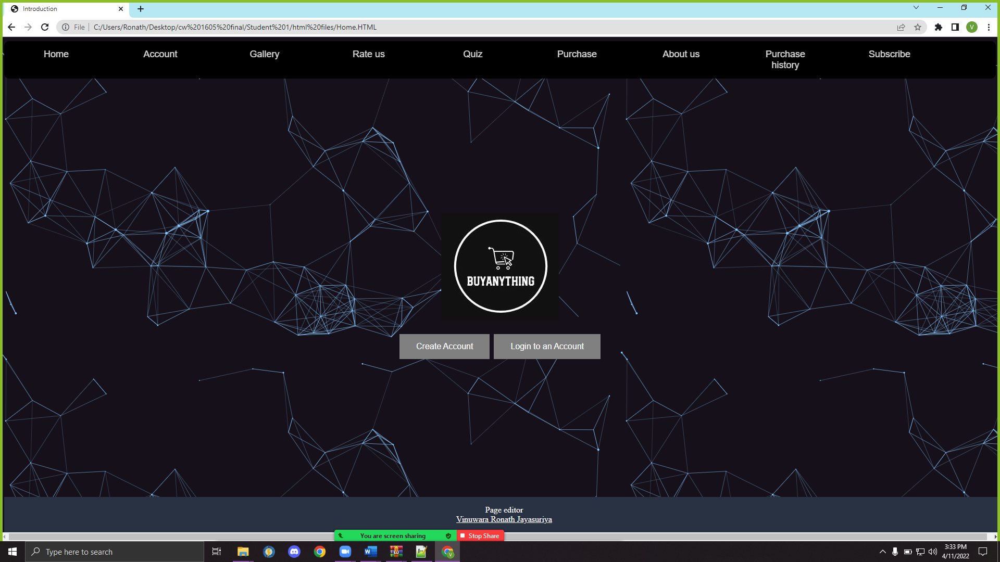 Introduction
File
C:/Users/Ronath/Desktop/cw%201605%20final/Student%201/html%20files/Home.HTML
V
Home
Account
Gallery
Rate us
Quiz
Purchase
About us
Purchase
history
Subscribe
BUYANYTHING
Create Account
Login to an Account
Page editor
Vinuwara Ronath Jayasuriya
You are screen sharing
Stop Share
Type here to search
3:33 PM
4/11/2022